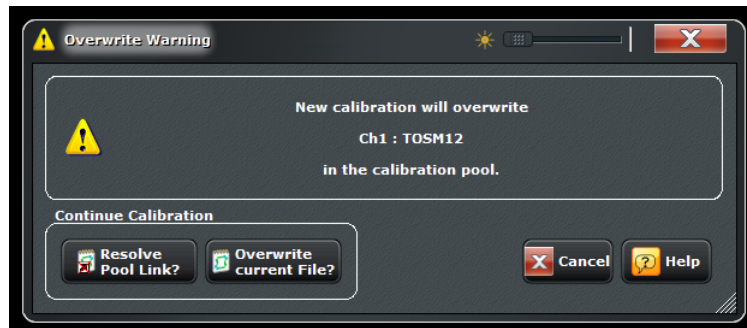 Overwrite Warning
X
New calibration will overwrite
Ch1 : TOSM12
in the calibration pool.
Continue Calibration
Resolve
Pool Link?
Overwrite
current File?
X Cancel
? Help